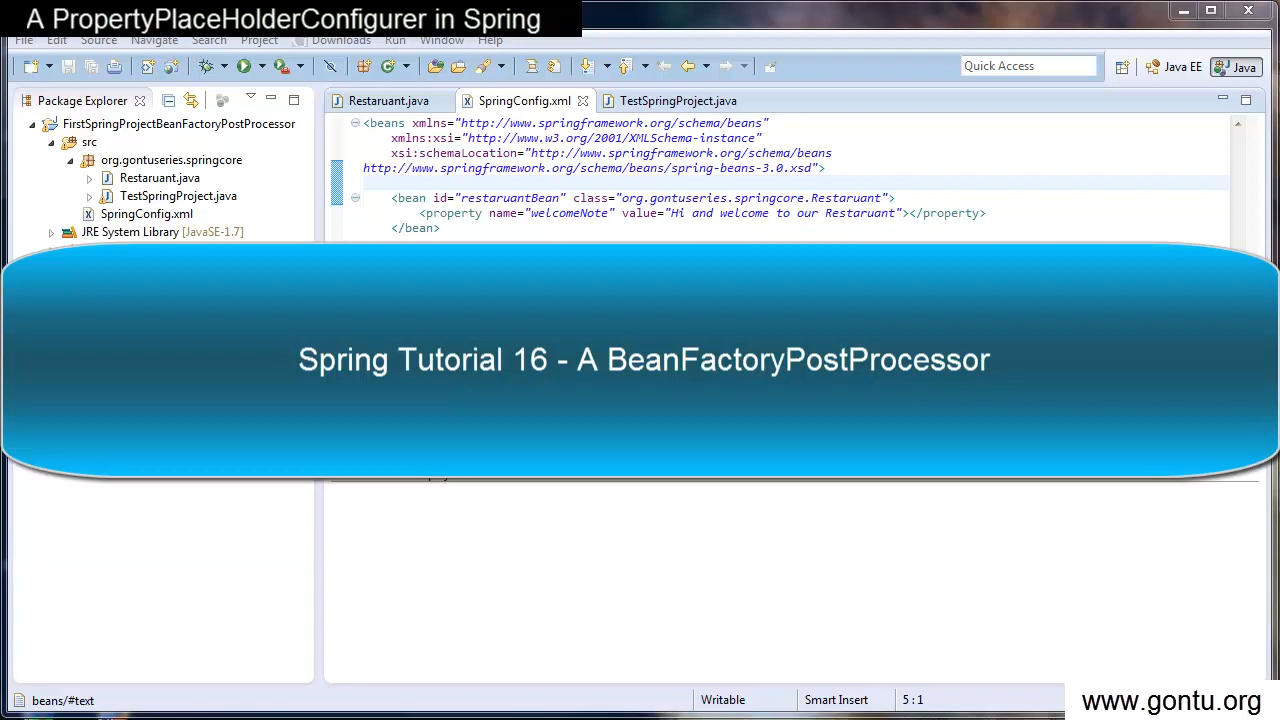 A PropertyPlaceHolderConfigurer in Spring
File Edit Source Navigate Search Project Downloads Run Window Help
Quick Access
Java EE
Java
Package Explorer
Restaruant.java
SpringConfig.xml
TestSpringProject.java
FirstSpringProjectBeanFactoryPostProcessor
src
org.gontuseries.springcore
Restaruant.java
TestSpringProject.java
SpringConfig.xml
JRE System Library [JavaSE-1.7]
<beans xmlns="http://www.springframework.org/schema/beans"
xmlns:xsi="http://www.w3.org/2001/XMLSchema-instance"
xsi:schemaLocation="http://www.springframework.org/schema/beans
http://www.springframework.org/schema/beans/spring-beans-3.0.xsd">
<bean id="restaruantBean" class="org.gontuseries.springcore.Restaruant">
<property name="welcomeNote" value="Hi and welcome to our Restaruant"></property>
</bean>
Spring Tutorial 16 - A BeanFactoryPostProcessor
beans/#text
Writable
Smart Insert
5 : 1
www.gontu.org